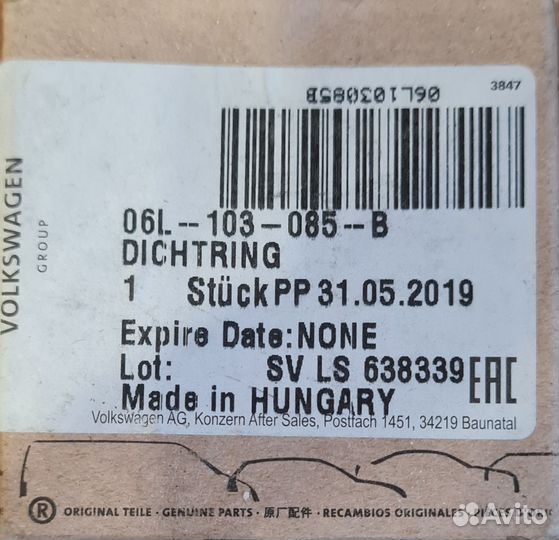 3847
06L103085B
VOLKSWAGEN
GROUP
06L--103-085--B
DICHTRING
1 Stück PP 31.05.2019
Expire Date: NONE
Lot: SV LS 638339
EAC
Made in HUNGARY
Volkswagen AG, Konzern After Sales, Postfach 1451, 34219 Baunatal
® ORIGINAL TEILE · GENUINE PARTS · 原厂配件 · RECAMBIOS ORIGINALES
Avito